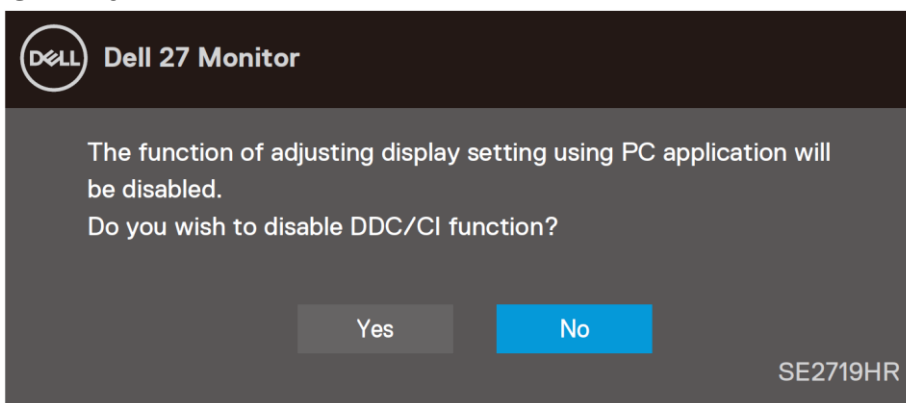 DELL Dell 27 Monitor
The function of adjusting display setting using PC application will
be disabled.
Do you wish to disable DDC/CI function?
Yes No
SE2719HR